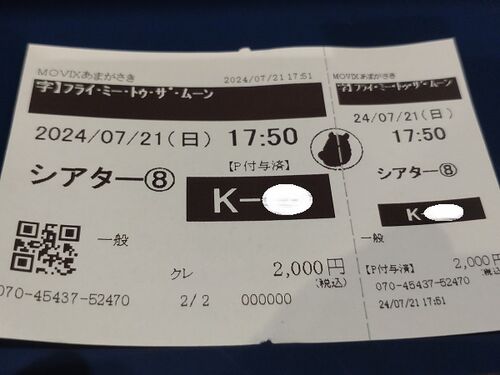 MOVIXあまがさき
2024/07/21 17:51
字】フライ・ミー・トゥ・ザ・ムーン
2024/07/21(日) 17:50
【P付与済】
シアター⑧
K-
一般
クレ
2,000円
(税込)
070-45437-52470
2/2
000000
MOVIXあまがさき
字】フライ・ミー・トゥ・ザ・ムーン
24/07/21(日)
17:50
シアター⑧
K-
一般
【P付与済】
2,000円
(税込)
070-45437-52470
24/07/21 17:51